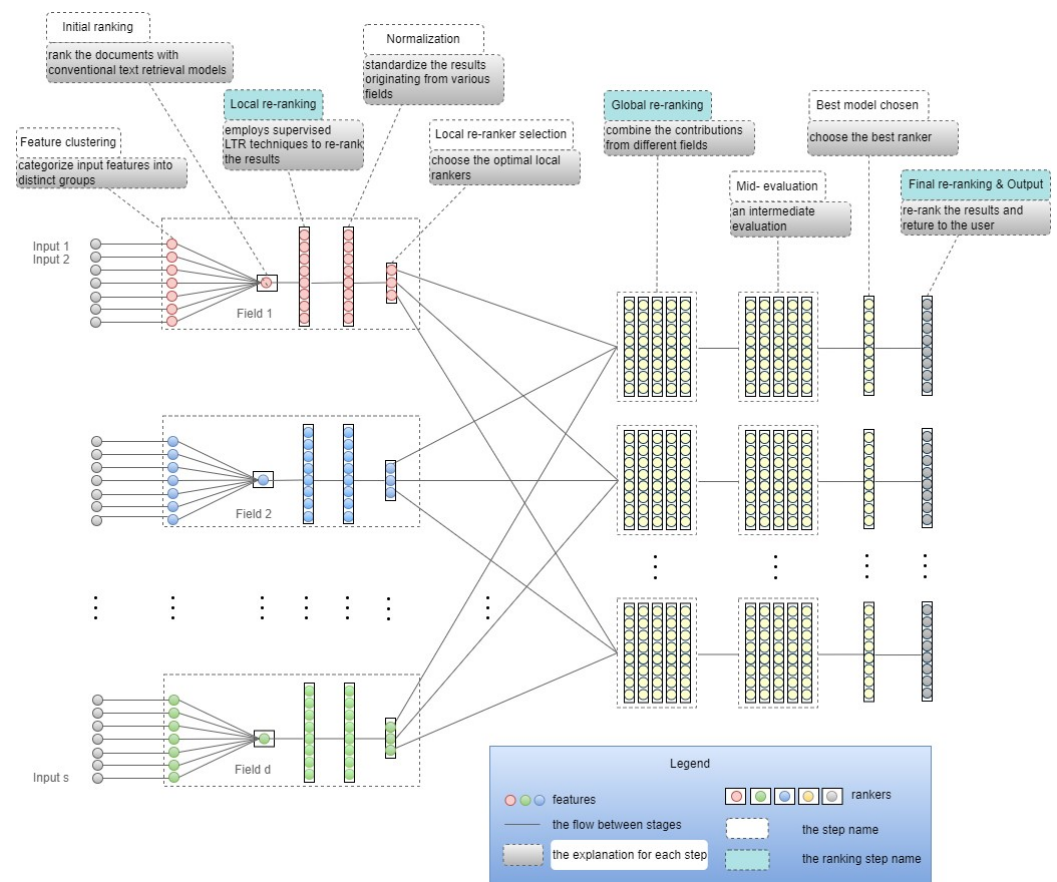 Initial ranking
rank the documents with
conventional text retrieval models
Normalization
standardize the results
originating from various
fields
Feature clustering
categorize input features into
distinct groups
Local re-ranking
employs supervised
LTR techniques to re-rank
the results
Local re-ranker selection
choose the optimal local
rankers
Global re-ranking
combine the contributions
from different fields
Mid- evaluation
an intermediate
evaluation
Best model chosen
choose the best ranker
Final re-ranking & Output
re-rank the results and
reture to the user
Input 1
Input 2
Field 1
Field 2
Input s
Field d
Legend
features
rankers
the flow between stages
the step name
the explanation for each step
the ranking step name